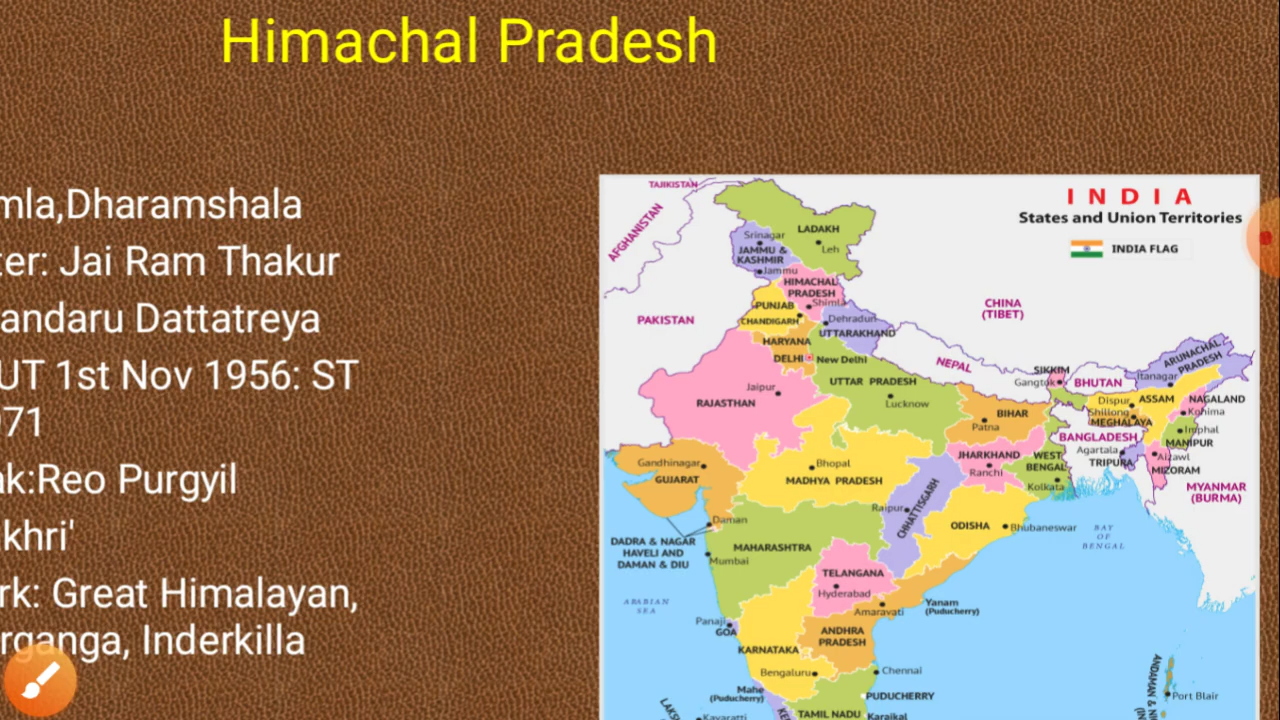 Himachal Pradesh
mla,Dharamshala
ter: Jai Ram Thakur
andaru Dattatreya
UT 1st Nov 1956: ST
971
nk:Reo Purgyil
khri'
rk: Great Himalayan,
rganga, Inderkilla
INDIA
States and Union Territories
INDIA FLAG
TAJIKISTAN
AFGHANISTAN
PAKISTAN
CHINA
(TIBET)
NEPAL
BHUTAN
BANGLADESH
MYANMAR
(BURMA)
LADAKH
Leh
Srinagar
JAMMU &
KASHMIR
Jammu
HIMACHAL
PRADESH
Shimla
PUNJAB
CHANDIGARH
Dehradun
UTTARAKHAND
HARYANA
DELHI
New Delhi
UTTAR PRADESH
Lucknow
Jaipur
RAJASTHAN
BIHAR
Patna
SIKKIM
Gangtok
ARUNACHAL
PRADESH
Itanagar
Dispur
ASSAM
NAGALAND
Kohima
Shillong
MEGHALAYA
Imphal
MANIPUR
Agartala
TRIPURA
Aizawl
MIZORAM
JHARKHAND
Ranchi
WEST
BENGAL
Kolkata
Gandhinagar
GUJARAT
Bhopal
MADHYA PRADESH
Raipur
CHHATTISGARH
ODISHA
Bhubaneswar
BAY
OF
BENGAL
Daman
DADRA & NAGAR
HAVELI AND
DAMAN & DIU
Mumbai
MAHARASHTRA
TELANGANA
Hyderabad
Amaravati
Yanam
(Puducherry)
ARABIAN
SEA
Panaji
GOA
KARNATAKA
ANDHRA
PRADESH
Bengaluru
Chennai
Mahe
(Puducherry)
PUDUCHERRY
TAMIL NADU
Karaikal
Kavaratti
LAKS
KE
ANDAMAN & N
Port Blair